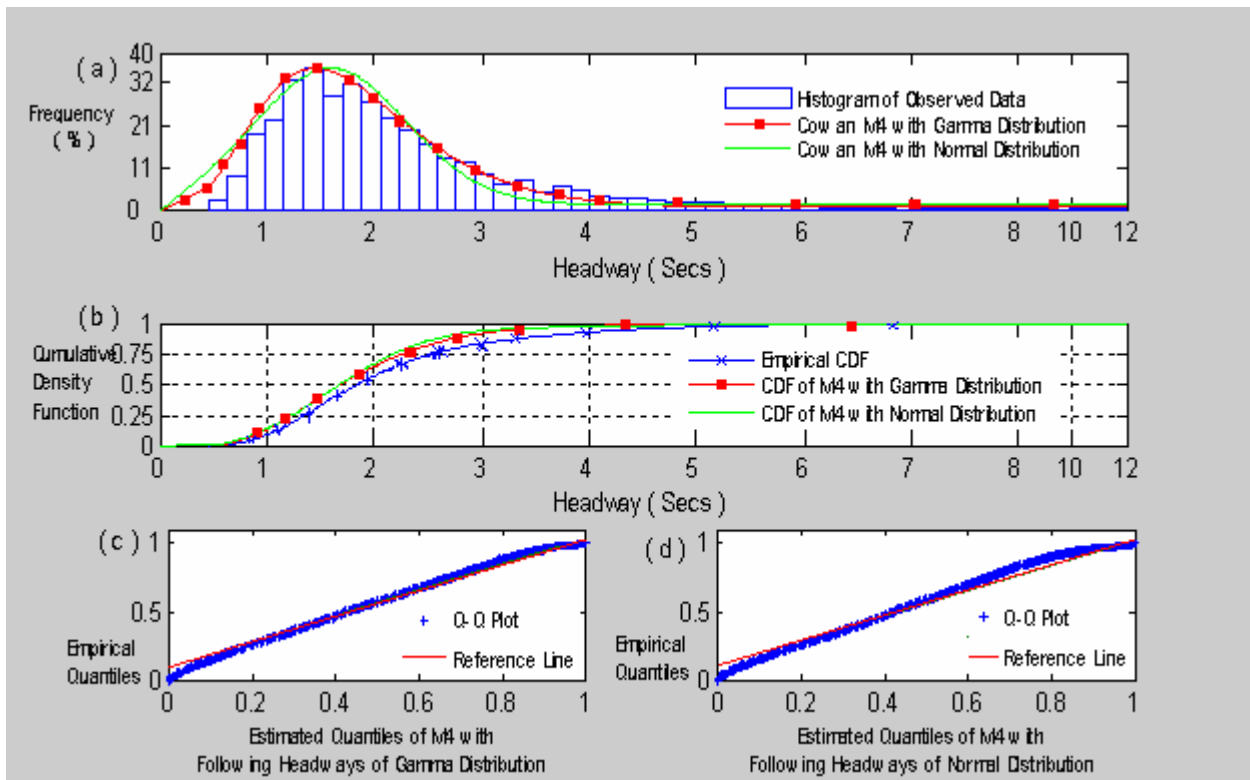 ( a )
40
32
21
11
0
Frequency
( % )
Histogram of Observed Data
Cowan M4 with Gamma Distribution
Cowan M4 with Normal Distribution
0 1 2 3 4 5 6 7 8 10 12
Headway ( Secs )
( b )
1
0.75
0.5
0.25
0
Cumulative
Density
Function
Empirical CDF
CDF of M4 with Gamma Distribution
CDF of M4 with Normal Distribution
0 1 2 3 4 5 6 7 8 10 12
Headway ( Secs )
( c )
1
0.5
0
Empirical
Quantiles
Q-Q Plot
Reference Line
0 0.2 0.4 0.6 0.8 1
Estimated Quantiles of M4 with
Following Headways of Gamma Distribution
( d )
1
0.5
0
Empirical
Quantiles
Q-Q Plot
Reference Line
0 0.2 0.4 0.6 0.8 1
Estimated Quantiles of M4 with
Following Headways of Normal Distribution